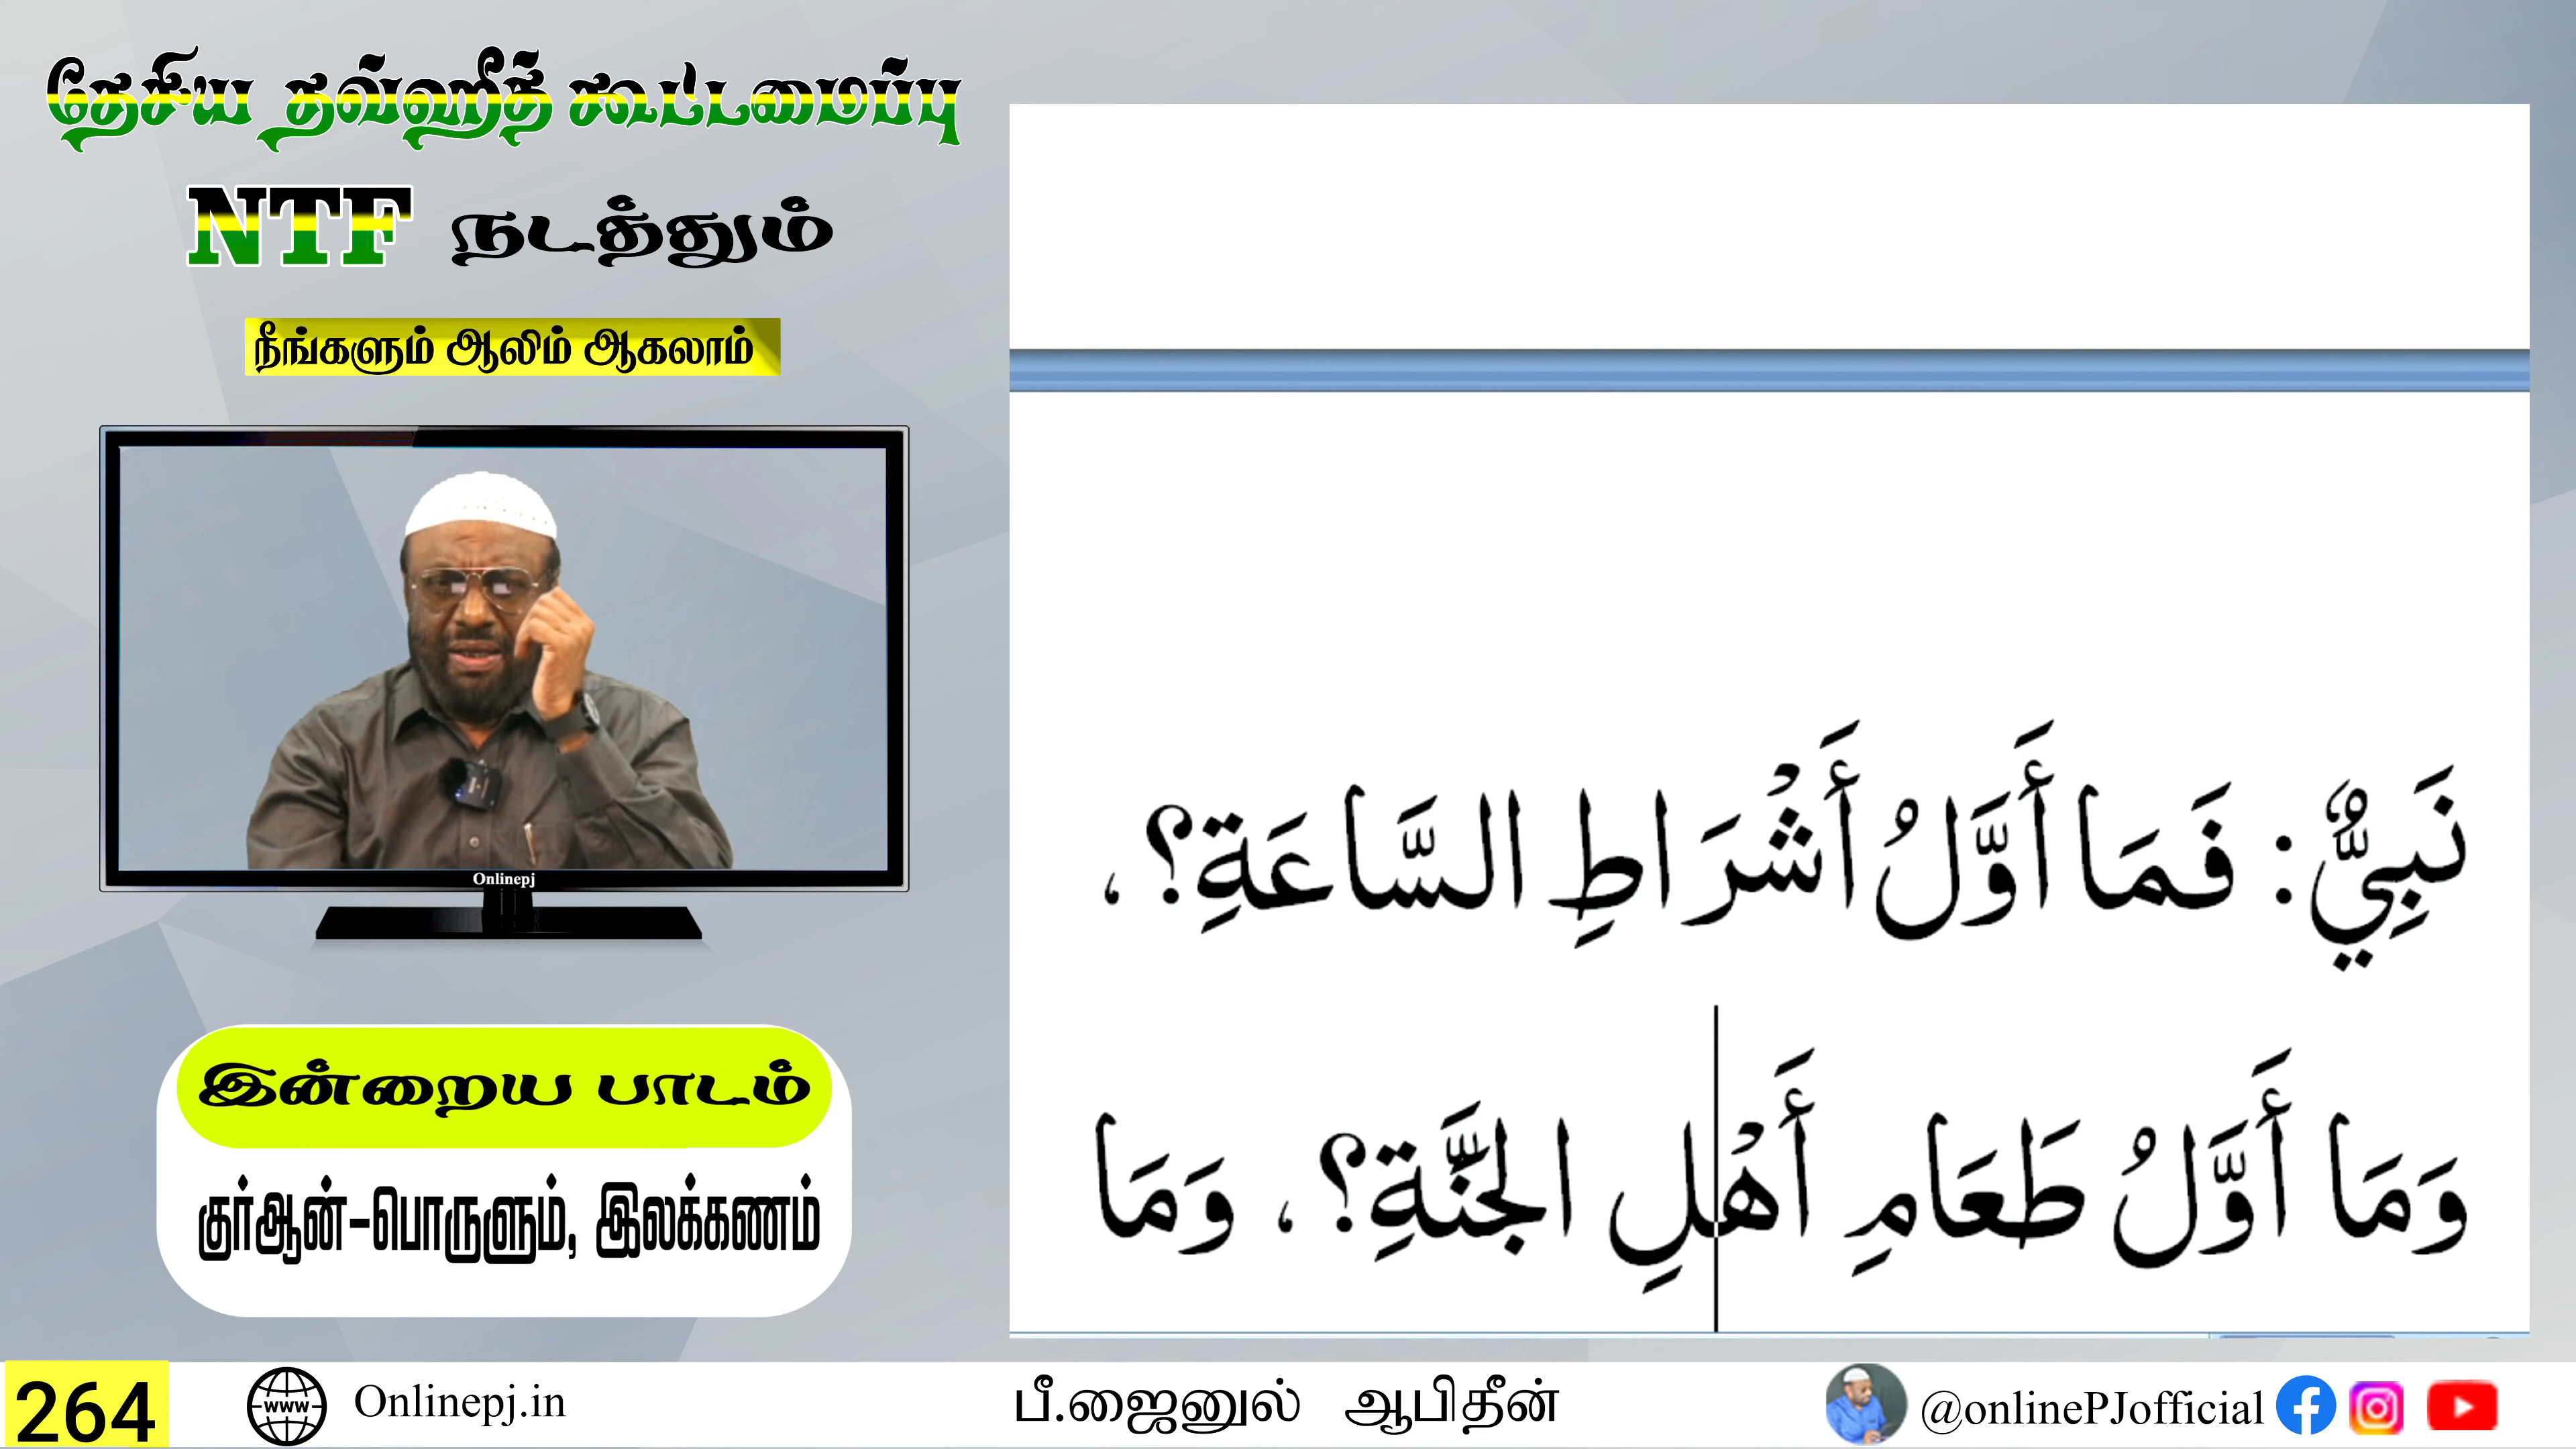 தேசிய தவ்ஹீத் கூட்டமைப்பு
NTF நடத்தும்
நீங்களும் ஆலிம் ஆகலாம்
Onlinepj
இன்றைய பாடம்
குர்ஆன்-பொருளும், இலக்கணம்
نَبِيٌّ: فَمَا أَوَّلُ أَشْرَاطِ السَّاعَةِ؟،
وَمَا أَوَّلُ طَعَامِ أَهْلِ الجَنَّةِ؟، وَمَا
264
www
Onlinepj.in
பீ.ஜைனுல் ஆபிதீன்
@onlinePJofficial